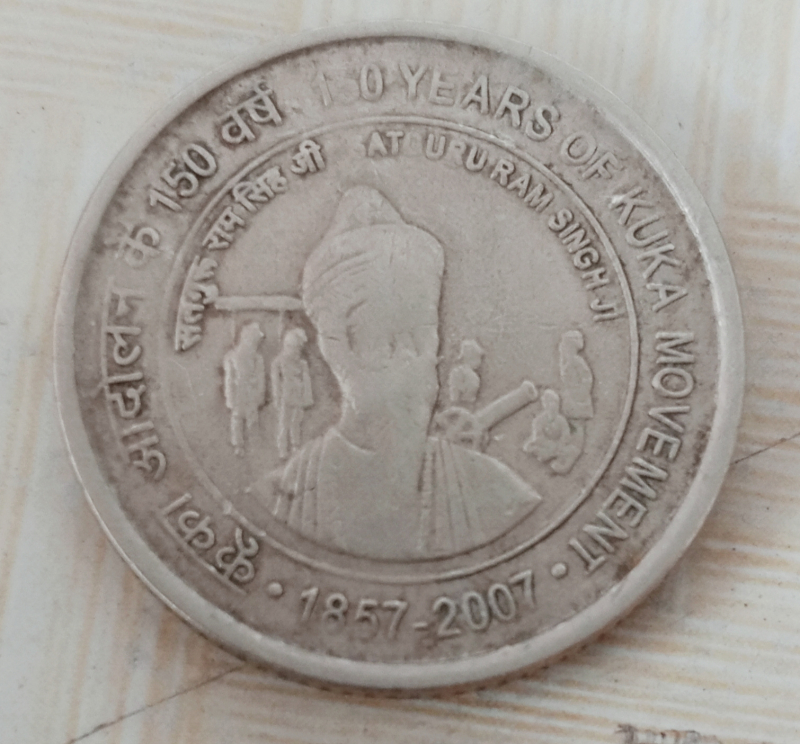 कूका आंदोलन के 150 वर्ष
YEARS OF KUKA MOVEMENT
• 1857-2007 •
सतगुरु राम सिंह जी
RAM SINGH JI